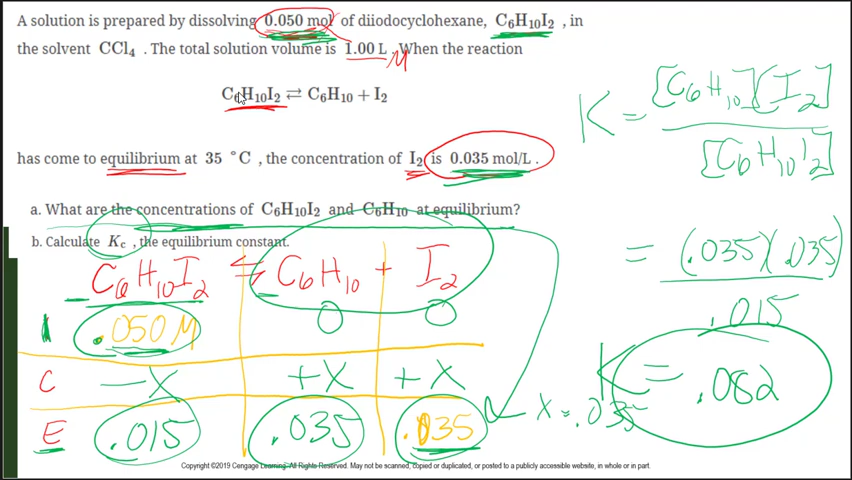 A solution is prepared by dissolving 0.050 mol of diiodocyclohexane, C₆H₁₀I₂, in
the solvent CCl₄. The total solution volume is 1.00 L. When the reaction
M
C₆H₁₀I₂ ⇄ C₆H₁₀ + I₂
has come to equilibrium at 35 °C, the concentration of I₂ is 0.035 mol/L.
a. What are the concentrations of C₆H₁₀I₂ and C₆H₁₀ at equilibrium?
b. Calculate Kc, the equilibrium constant.
C₆H₁₀I₂ ⇆ C₆H₁₀ + I₂
I .050 M 0 0
C -X +X +X
E .015 .035 .035
X = .035
K = [C₆H₁₀][I₂]
[C₆H₁₀I₂]
= (.035)(.035)
.015
K = .082
Copyright ©2019 Cengage Learning. All Rights Reserved. May not be scanned, copied or duplicated, or posted to a publicly accessible website, in whole or in part.